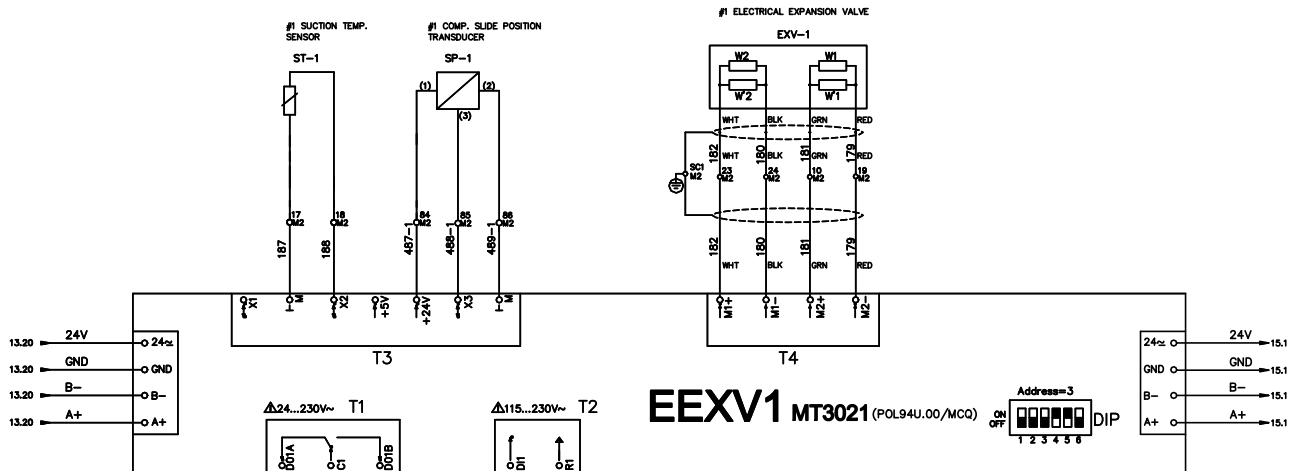 #1 SUCTION TEMP.
SENSOR
ST-1
#1 COMP. SLIDE POSITION
TRANSDUCER
SP-1
(1)
(2)
(3)
#1 ELECTRICAL EXPANSION VALVE
EXV-1
W2
W1
W'2
W'1
WHT
BLK
GRN
RED
182
180
181
179
WHT
BLK
GRN
RED
SC1
M2
23
M2
24
M2
10
M2
19
M2
17
M2
18
M2
84
M2
85
M2
86
M2
187
188
487-1
488-1
489-1
182
180
181
179
WHT
BLK
GRN
RED
X1
M
X2
+5V
+24V
X3
M
M1+
M1-
M2+
M2-
T3
T4
13.20 24V 24≃
13.20 GND GND
13.20 B- B-
13.20 A+ A+
24≃ 24V 15.1
GND GND 15.1
B- B- 15.1
A+ A+ 15.1
⚠24...230V~ T1
DO1A
C1
DO1B
⚠115...230V~ T2
DI1
R1
EEXV1 MT3021 (POL94U.00/MCQ)
Address=3
ON
OFF
DIP
1 2 3 4 5 6